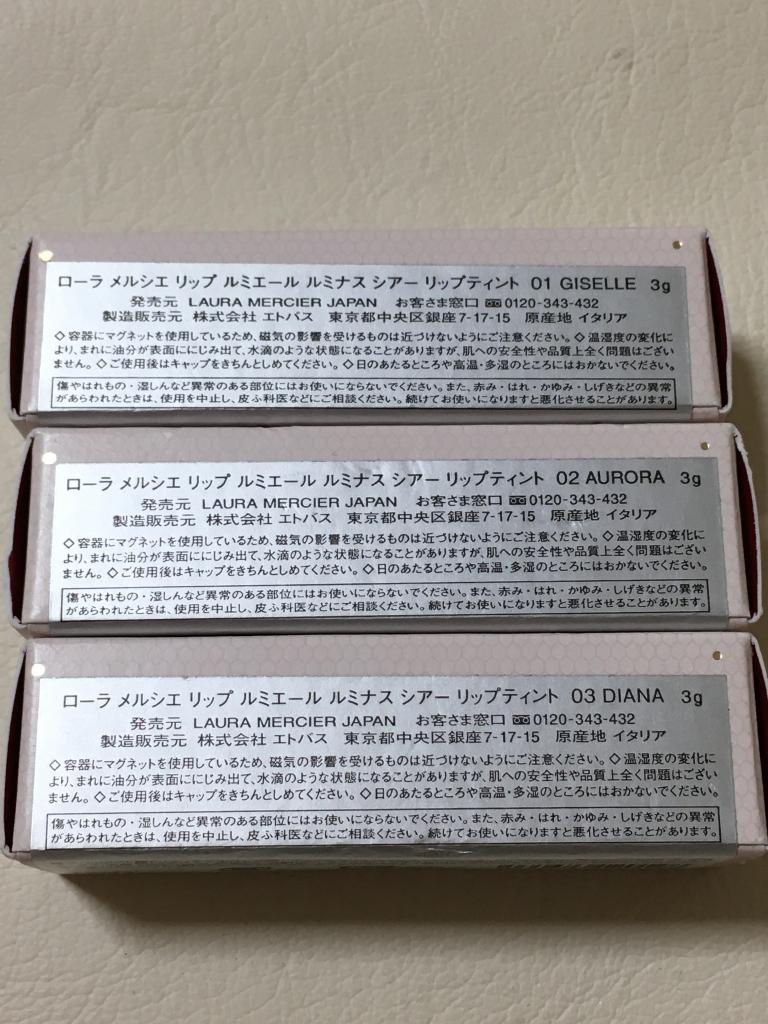 ローラ メルシエ リップ ルミエール ルミナス シアー リップティント 01 GISELLE 3g
発売元 LAURA MERCIER JAPAN お客さま窓口 0120-343-432
製造販売元 株式会社 エトバス 東京都中央区銀座7-17-15 原産地 イタリア
◇容器にマグネットを使用しているため、磁気の影響を受けるものは近づけないようにご注意ください。◇温湿度の変化に
より、まれに油分が表面ににじみ出て、水滴のような状態になることがありますが、肌への安全性や品質上全く問題はござい
ません。◇ご使用後はキャップをきちんとしめてください。◇日のあたるところや高温・多湿のところにはおかないでください。
傷やはれもの・湿しんなど異常のある部位にはお使いにならないでください。また、赤み・はれ・かゆみ・しげきなどの異常
があらわれたときは、使用を中止し、皮ふ科医などにご相談ください。続けてお使いになりますと悪化させることがあります。
ローラ メルシエ リップ ルミエール ルミナス シアー リップティント 02 AURORA 3g
発売元 LAURA MERCIER JAPAN お客さま窓口 0120-343-432
製造販売元 株式会社 エトバス 東京都中央区銀座7-17-15 原産地 イタリア
◇容器にマグネットを使用しているため、磁気の影響を受けるものは近づけないようにご注意ください。◇温湿度の変化に
より、まれに油分が表面ににじみ出て、水滴のような状態になることがありますが、肌への安全性や品質上全く問題はござい
ません。◇ご使用後はキャップをきちんとしめてください。◇日のあたるところや高温・多湿のところにはおかないでください。
傷やはれもの・湿しんなど異常のある部位にはお使いにならないでください。また、赤み・はれ・かゆみ・しげきなどの異常
があらわれたときは、使用を中止し、皮ふ科医などにご相談ください。続けてお使いになりますと悪化させることがあります。
ローラ メルシエ リップ ルミエール ルミナス シアー リップティント 03 DIANA 3g
発売元 LAURA MERCIER JAPAN お客さま窓口 0120-343-432
製造販売元 株式会社 エトバス 東京都中央区銀座7-17-15 原産地 イタリア
◇容器にマグネットを使用しているため、磁気の影響を受けるものは近づけないようにご注意ください。◇温湿度の変化に
より、まれに油分が表面ににじみ出て、水滴のような状態になることがありますが、肌への安全性や品質上全く問題はござい
ません。◇ご使用後はキャップをきちんとしめてください。◇日のあたるところや高温・多湿のところにはおかないでください。
傷やはれもの・湿しんなど異常のある部位にはお使いにならないでください。また、赤み・はれ・かゆみ・しげきなどの異常
があらわれたときは、使用を中止し、皮ふ科医などにご相談ください。続けてお使いになりますと悪化させることがあります。